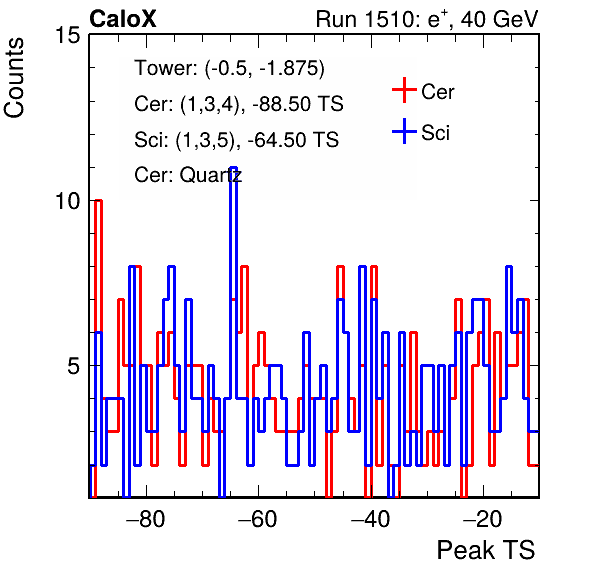 CaloX Run 1510: e⁺, 40 GeV
Counts
15
10
5
Tower: (-0.5, -1.875)
Cer: (1,3,4), -88.50 TS
Sci: (1,3,5), -64.50 TS
Cer: Quartz
Cer
Sci
−80 −60 −40 −20
Peak TS